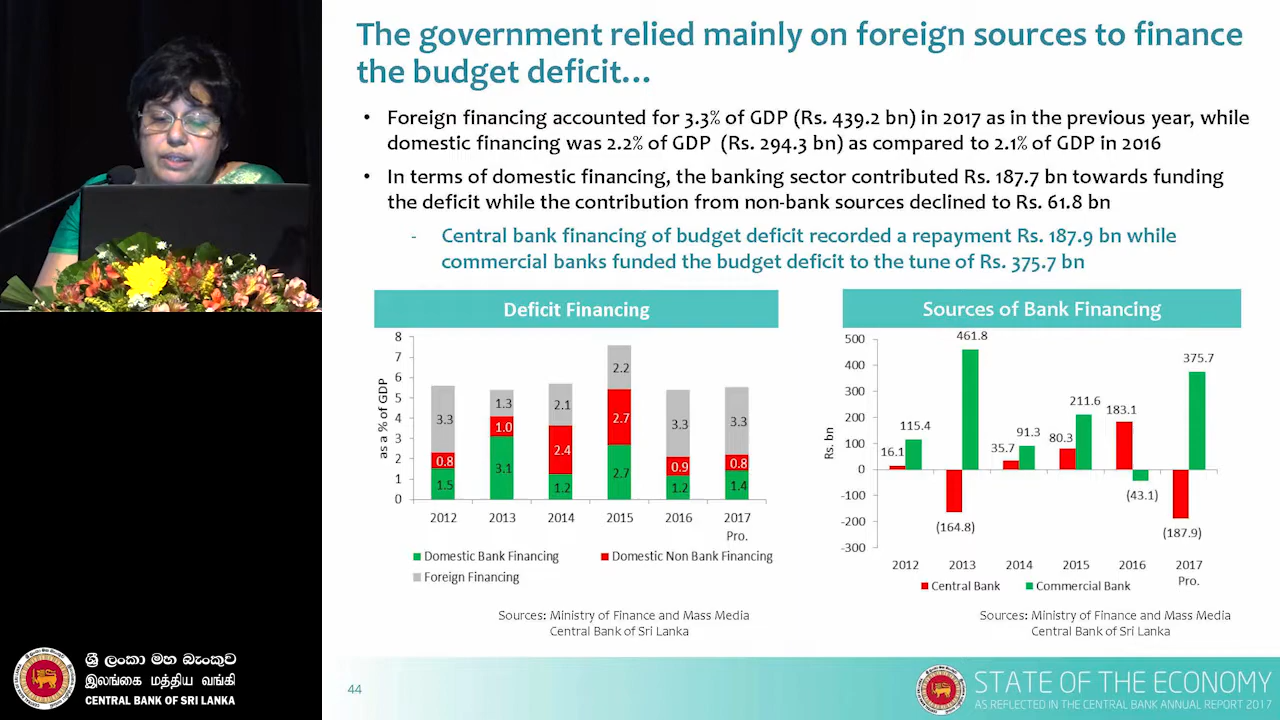 The government relied mainly on foreign sources to finance
the budget deficit…
• Foreign financing accounted for 3.3% of GDP (Rs. 439.2 bn) in 2017 as in the previous year, while
domestic financing was 2.2% of GDP (Rs. 294.3 bn) as compared to 2.1% of GDP in 2016
• In terms of domestic financing, the banking sector contributed Rs. 187.7 bn towards funding
the deficit while the contribution from non-bank sources declined to Rs. 61.8 bn
- Central bank financing of budget deficit recorded a repayment Rs. 187.9 bn while
commercial banks funded the budget deficit to the tune of Rs. 375.7 bn
Deficit Financing
as a % of GDP
8
7
6
5
4
3
2
1
0
3.3
0.8
1.5
1.3
1.0
3.1
2.1
2.4
1.2
2.2
2.7
2.7
3.3
0.9
1.2
3.3
0.8
1.4
2012 2013 2014 2015 2016 2017
Pro.
Domestic Bank Financing Domestic Non Bank Financing
Foreign Financing
Sources: Ministry of Finance and Mass Media
Central Bank of Sri Lanka
Sources of Bank Financing
Rs. bn
500
400
300
200
100
0
-100
-200
-300
16.1
115.4
(164.8)
461.8
35.7
91.3
80.3
211.6
183.1
(43.1)
(187.9)
375.7
2012 2013 2014 2015 2016 2017
Pro.
Central Bank Commercial Bank
Sources: Ministry of Finance and Mass Media
Central Bank of Sri Lanka
ශ්‍රී ලංකා මහ බැංකුව
இலங்கை மத்திய வங்கி
CENTRAL BANK OF SRI LANKA
44
STATE OF THE ECONOMY
AS REFLECTED IN THE CENTRAL BANK ANNUAL REPORT 2017